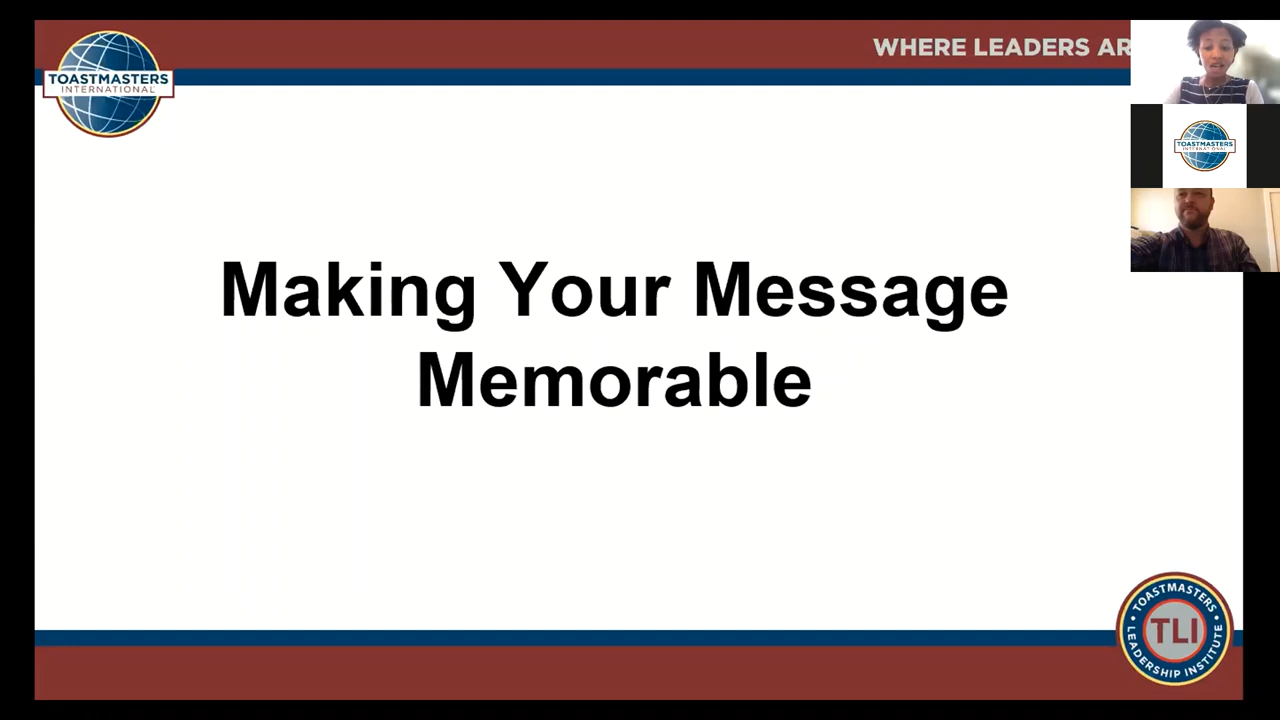 TOASTMASTERS
INTERNATIONAL
WHERE LEADERS AR
TOASTMASTERS
INTERNATIONAL
Making Your Message
Memorable
TOASTMASTERS
TLI
LEADERSHIP INSTITUTE